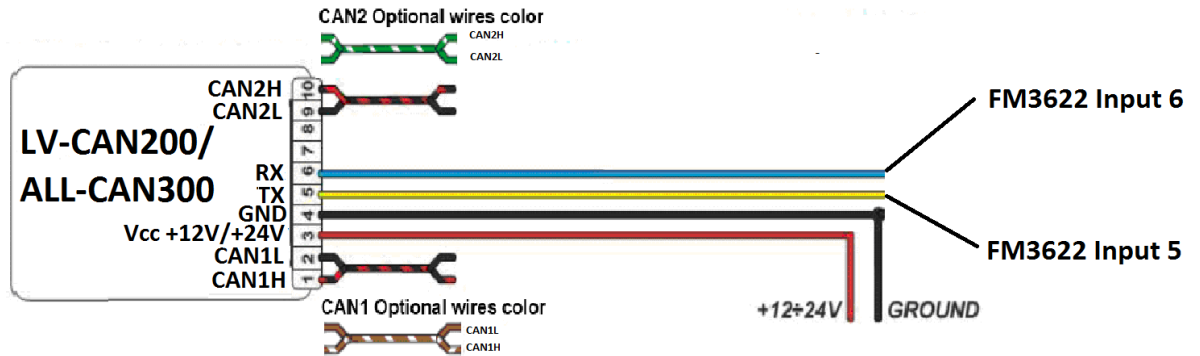 CAN2 Optional wires color
CAN2H
CAN2L
CAN2H
CAN2L
LV-CAN200/
ALL-CAN300
RX
TX
GND
Vcc +12V/+24V
CAN1L
CAN1H
10
9
8
7
6
5
4
3
2
1
FM3622 Input 6
FM3622 Input 5
+12÷24V
GROUND
CAN1 Optional wires color
CAN1L
CAN1H